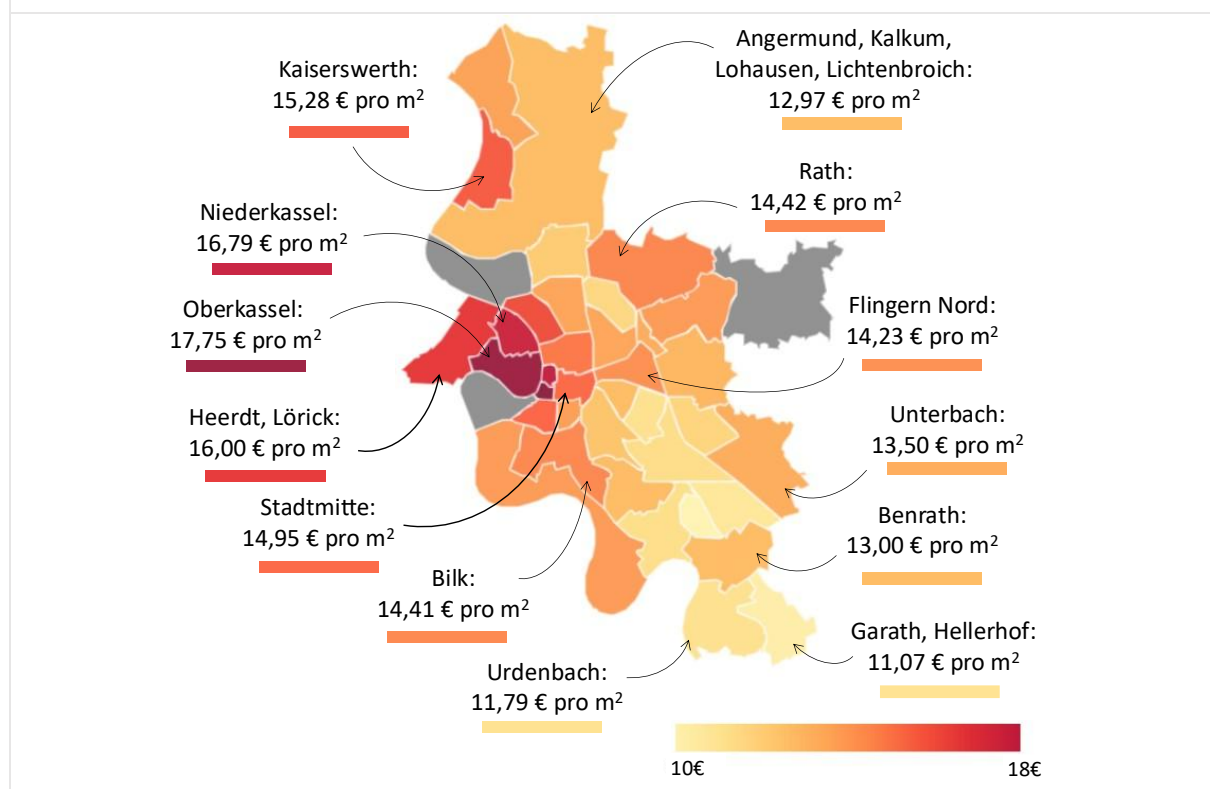 Kaiserswerth:
15,28 € pro m²
Angermund, Kalkum,
Lohausen, Lichtenbroich:
12,97 € pro m²
Rath:
14,42 € pro m²
Niederkassel:
16,79 € pro m²
Oberkassel:
17,75 € pro m²
Flingern Nord:
14,23 € pro m²
Heerdt, Lörick:
16,00 € pro m²
Unterbach:
13,50 € pro m²
Stadtmitte:
14,95 € pro m²
Benrath:
13,00 € pro m²
Bilk:
14,41 € pro m²
Garath, Hellerhof:
11,07 € pro m²
Urdenbach:
11,79 € pro m²
10€
18€